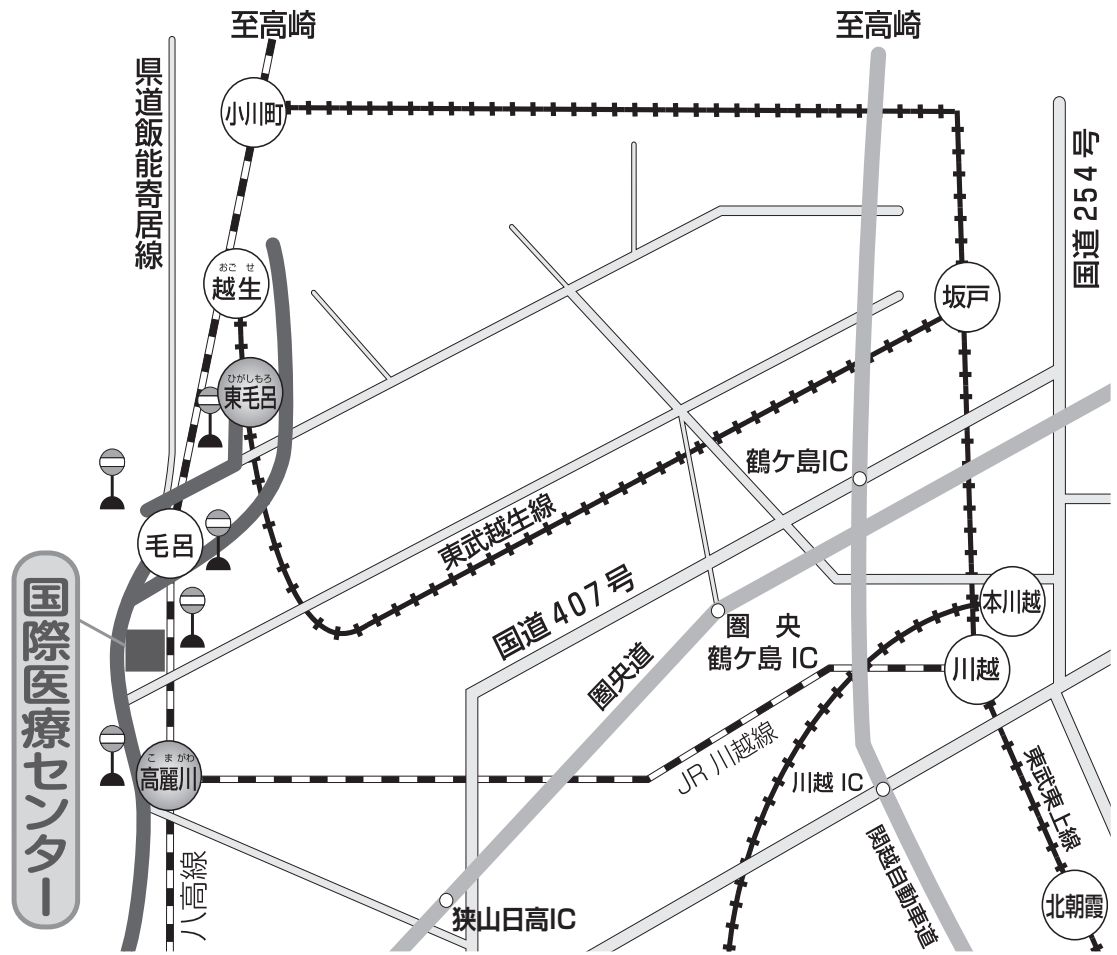 至高崎
至高崎
小川町
県道飯能寄居線
国道254号
おごせ
越生
坂戸
ひがしもろ
東毛呂
鶴ケ島IC
東武越生線
毛呂
国道407号
本川越
圏央
鶴ケ島IC
国際医療センター
圏央道
川越
JR川越線
こまがわ
高麗川
川越IC
東武東上線
八高線
関越自動車道
狭山日高IC
北朝霞